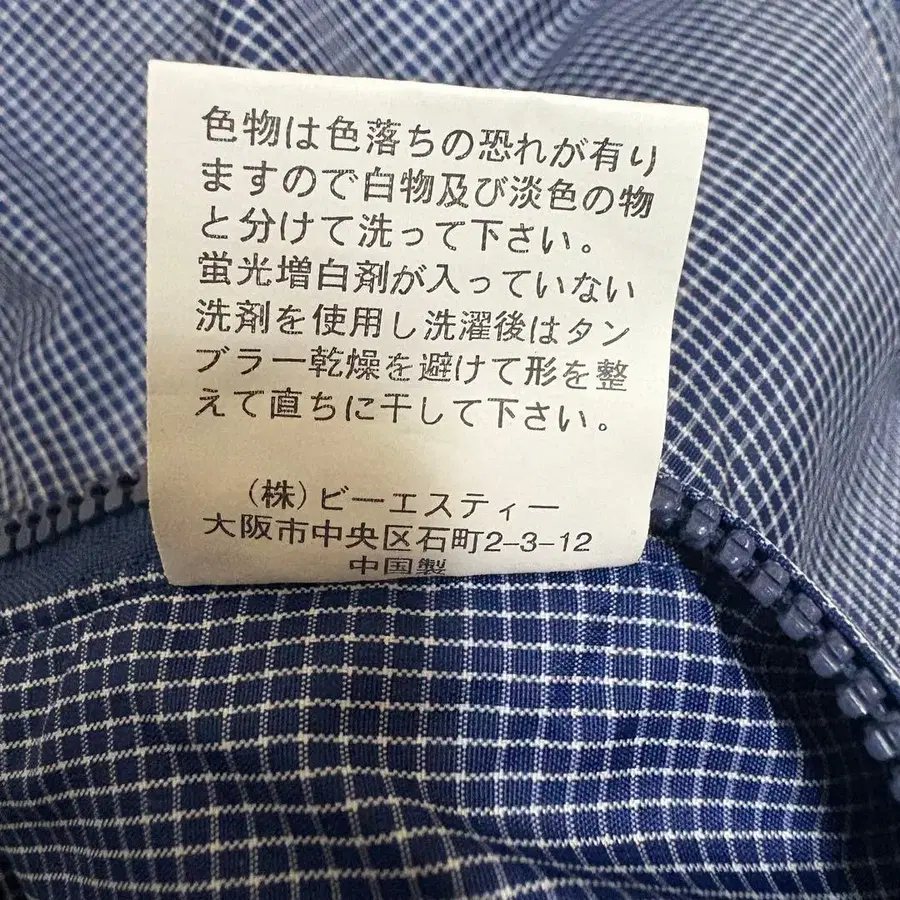 色物は色落ちの恐れが有り
ますので白物及び淡色の物
と分けて洗って下さい。
蛍光増白剤が入っていない
洗剤を使用し洗濯後はタン
ブラー乾燥を避けて形を整
えて直ちに干して下さい。
(株)ビーエスティー
大阪市中央区石町2-3-12
中国製